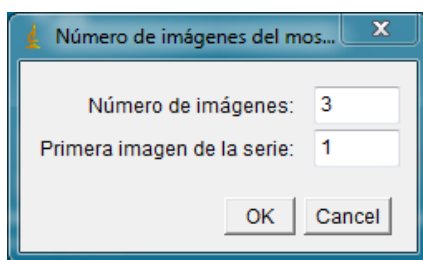 Número de imágenes del mos...
Número de imágenes: 3
Primera imagen de la serie: 1
OK Cancel